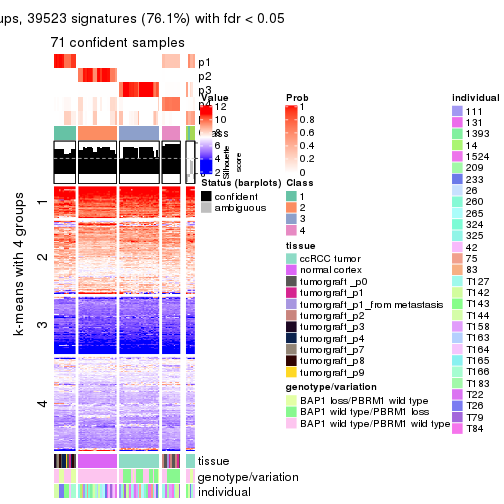 ups, 39523 signatures (76.1%) with fdr < 0.05
71 confident samples
p1
p2
p3
k-means with 4 groups
1
2
3
4
Value
12
10
8
6
4
2
Silhouette
score
Status (barplots)
confident
ambiguous
Prob
1
0.8
0.6
0.4
0.2
0
Class
1
2
3
4
tissue
ccRCC tumor
normal cortex
tumorgraft _p0
tumorgraft_p1
tumorgraft_p1_from metastasis
tumorgraft_p2
tumorgraft_p3
tumorgraft_p4
tumorgraft_p7
tumorgraft_p8
tumorgraft_p9
genotype/variation
BAP1 loss/PBRM1 wild type
BAP1 wild type/PBRM1 loss
BAP1 wild type/PBRM1 wild type
individual
111
131
1393
14
1524
209
233
26
260
265
324
325
42
75
83
T127
T142
T143
T144
T158
T163
T164
T165
T166
T183
T22
T26
T79
T84
tissue
genotype/variation
individual